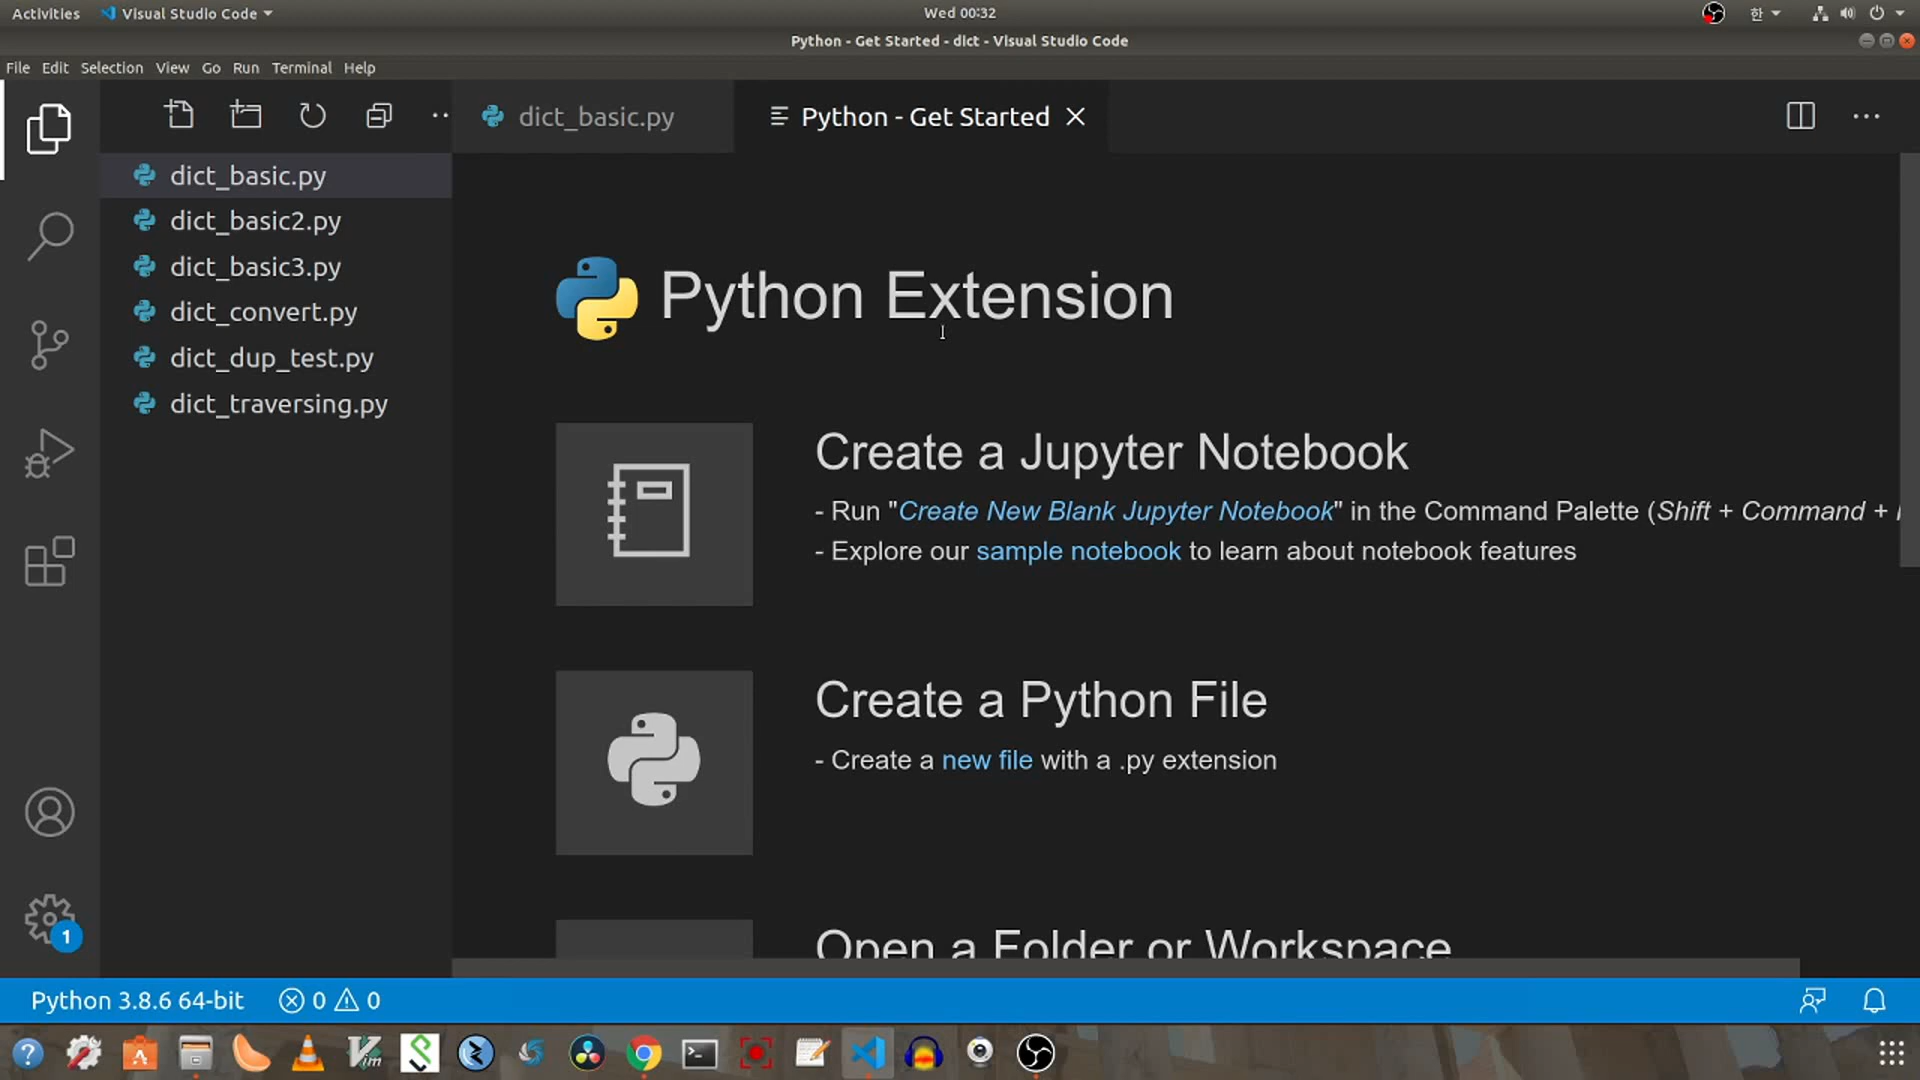 Activities Visual Studio Code Wed 00:32 한
Python - Get Started - dict - Visual Studio Code
File Edit Selection View Go Run Terminal Help
dict_basic.py Python - Get Started
dict_basic.py
dict_basic2.py
dict_basic3.py
dict_convert.py
dict_dup_test.py
dict_traversing.py
Python Extension
Create a Jupyter Notebook
- Run "Create New Blank Jupyter Notebook" in the Command Palette (Shift + Command +
- Explore our sample notebook to learn about notebook features
Create a Python File
- Create a new file with a .py extension
Open a Folder or Workspace
1
Python 3.8.6 64-bit 0 0